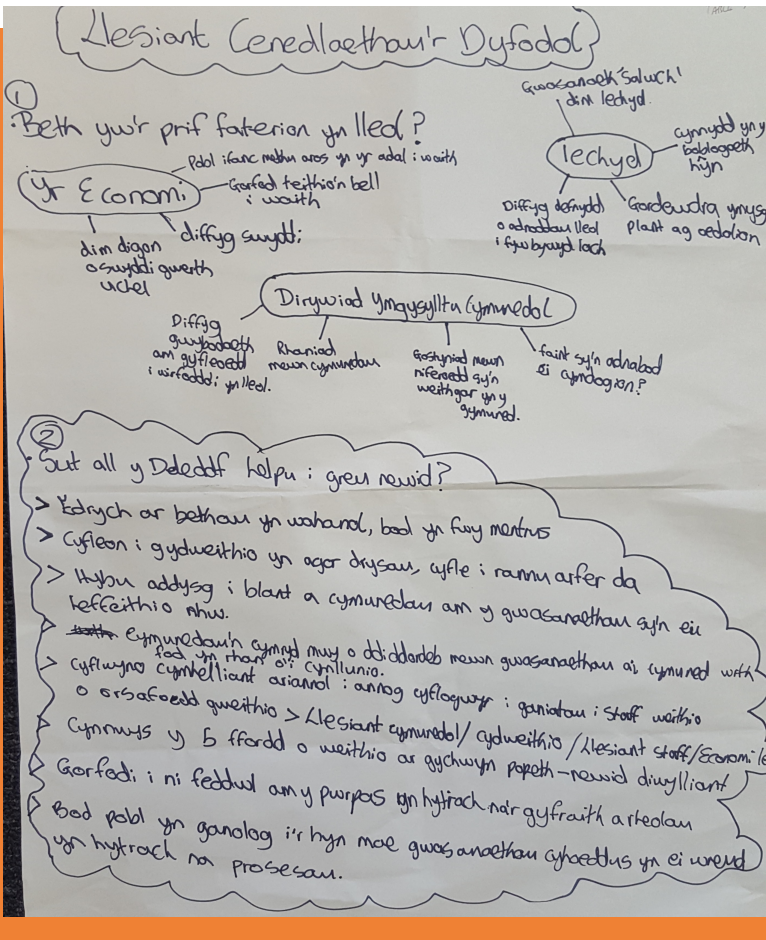 Llesiant Cenedlaethau'r Dyfodol
1
Beth yw'r prif faterion yn lleol?
Yr Economi
Pobl ifanc methu aros yn yr adal i waith
Gorfod teithio'n bell
i waith
diffyg swyddi
dim digon
o swyddi gwerth
uchel
Iechyd
Gwasanaeth 'Salwch'
dim Iechyd.
cynnydd yn y
boblogaeth
hŷn
Diffyg defnydd
o adnoddau lleol
i fyw bywyd iach
Gordewdra ymysg
plant ag oedolion
Dirywiad Ymgysylltu Cymunedol
Diffyg
gwybodaeth
am gyfleoedd
i wirfoddoli yn lleol.
Rhaniad
mewn cymundau
Gostyniad mewn
niferoedd sy'n
weithgar yn y
gymuned.
faint sy'n adnabod
ei cymdogion?
2
Sut all y Ddeddf helpu i greu newid?
> Edrych ar bethau yn wahanol, bod yn fwy mentrus
> Cyfleon i gydweithio yn agor drysau, cyfle i rannu arfer da
> Hybu addysg i blant a cymunedau am y gwasanaethau sy'n eu
heffeithio nhw.
> cymunedau'n cymryd mwy o ddiddordeb mewn gwasanaethau a'i cymuned wrth
fod yn rhan o'i cynllunio.
> Cyflwyno cymhelliant ariannol i annog cyflogwyr i ganiatau i staff weithio
o orsafoedd gweithio > Llesiant cymunedol/cydweithio/Llesiant staff/Economi
> Cynnwys y 5 ffordd o weithio ar gychwyn popeth-newid diwylliant
> Gorfodi i ni feddwl am y pwrpas yn hytrach na'r gyfraith a rheolau
> Bod pobl yn ganolog i'r hyn mae gwasanaethau cyhoeddus yn ei wneud
yn hytrach na prosesau.